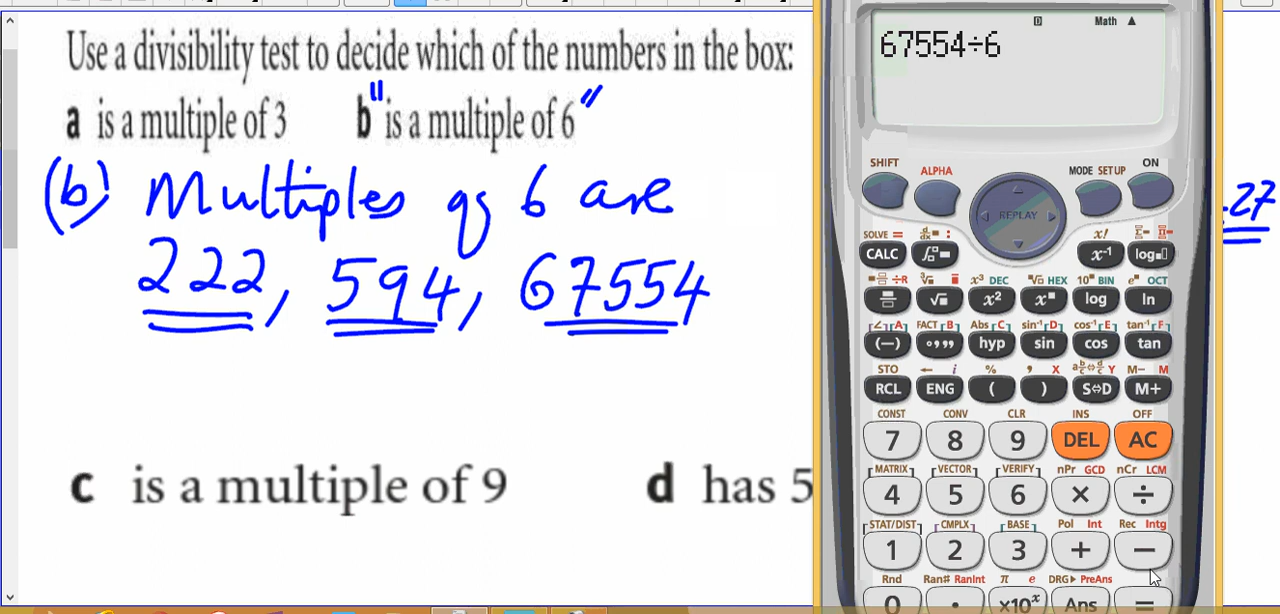 Use a divisibility test to decide which of the numbers in the box:
a is a multiple of 3 b "is a multiple of 6"
(b) Multiples of 6 are
222, 594, 67554
c is a multiple of 9 d has 5
27
D Math ▲
67554÷6
SHIFT ALPHA MODE SETUP ON
REPLAY
SOLVE = : x! 
CALC x⁻¹ log
÷R x³ DEC HEX 10 BIN e OCT
√ x² log ln
∠ A FACT B Abs C sin⁻¹ D cos⁻¹ E tan⁻¹ F
(−) hyp sin cos tan
STO ← i % , X Y M− M
RCL ENG ( ) S⇔D M+
CONST CONV CLR INS OFF
7 8 9 DEL AC
MATRIX VECTOR VERIFY nPr GCD nCr LCM
4 5 6 × ÷
STAT/DIST CMPLX BASE Pol Int Rec Intg
1 2 3 + −
Rnd Ran# RanInt π e DRG▶ PreAns
0 . ×10ˣ Ans =